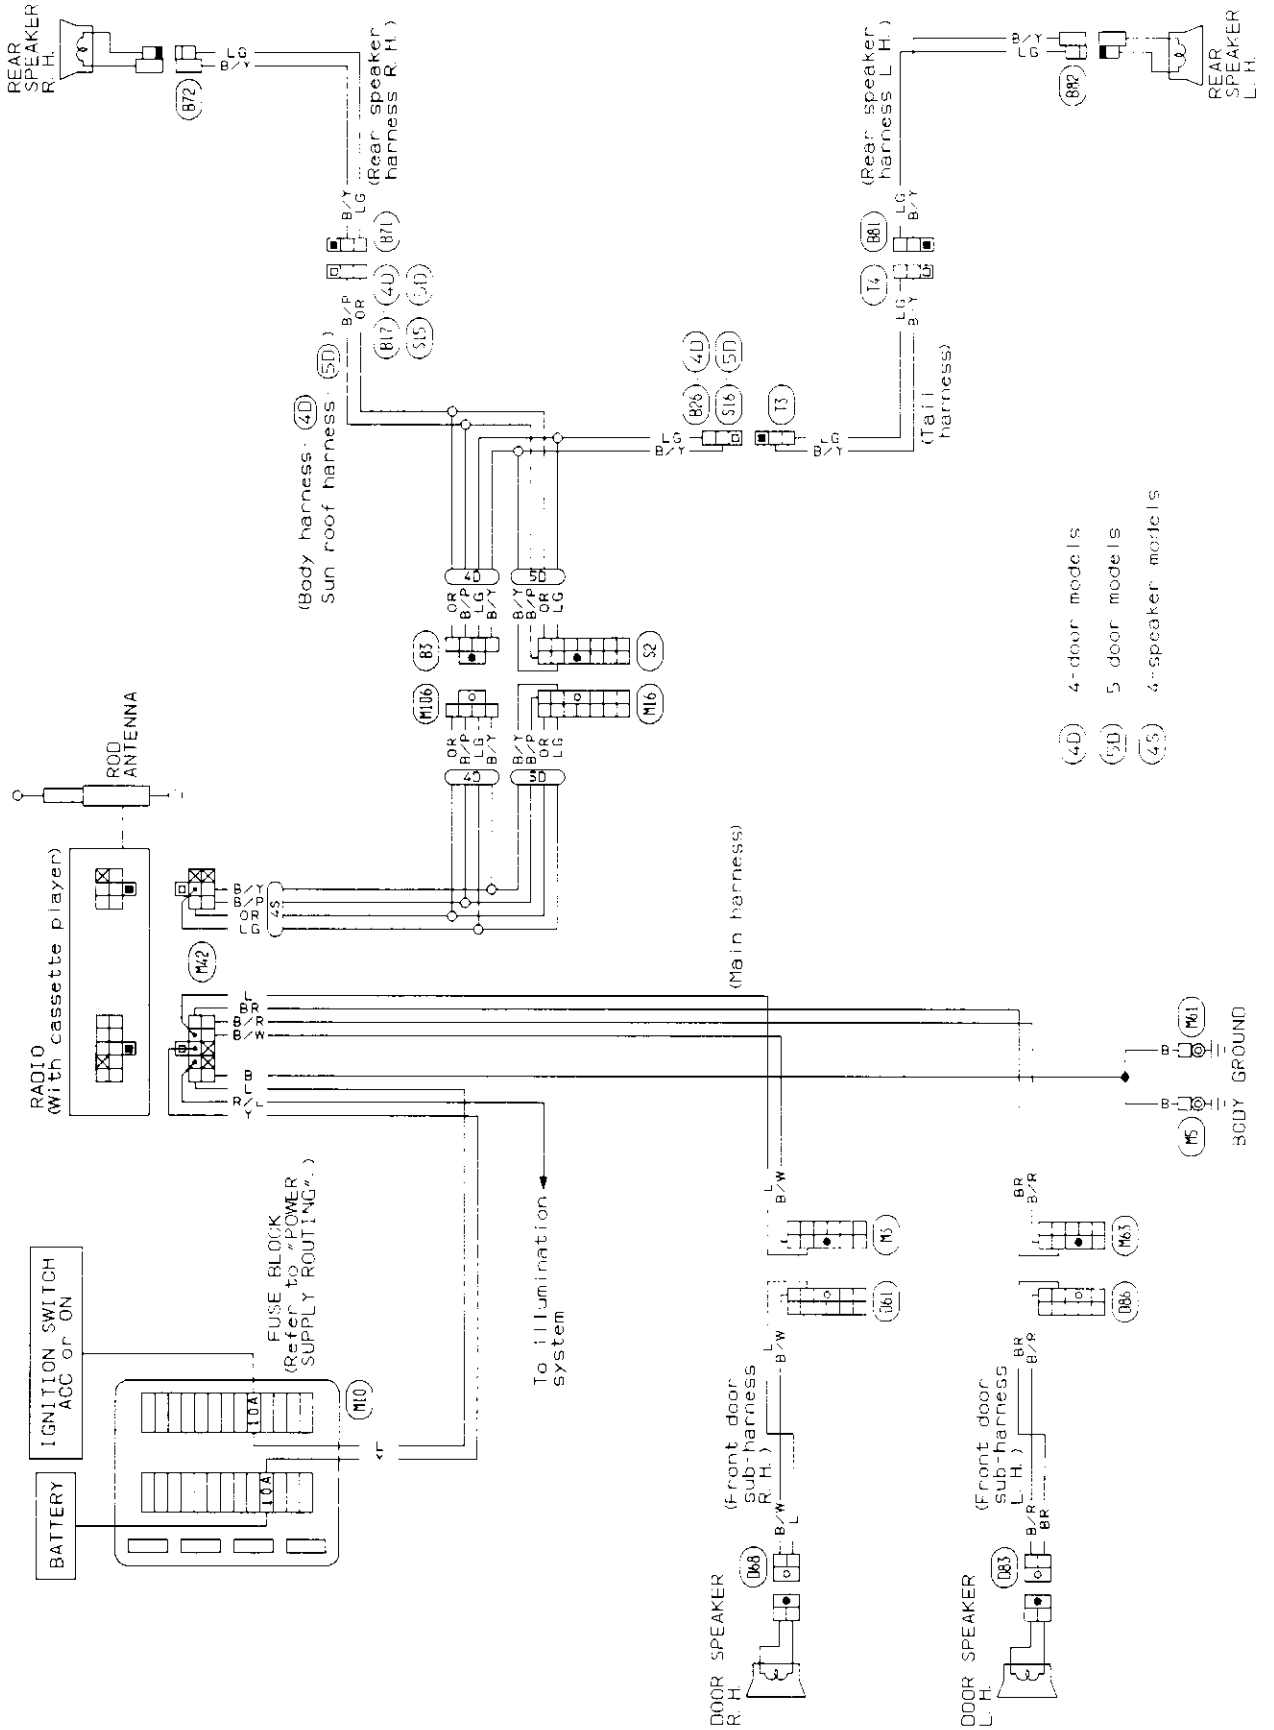 BATTERY
IGNITION SWITCH
ACC or ON
10A
10A
M10
FUSE BLOCK
(Refer to "POWER
SUPPLY ROUTING".)
L
Y
To illumination
system
RADIO
(With cassette player)
ROD
ANTENNA
M42
Y
R/L
L
B
B/W
B/R
BR
L
LG
OR
B/P
B/Y
4S
4D
5D
OR
B/P
LG
B/Y
B/Y
B/P
OR
LG
M106
M16
B3
S2
OR
B/P
LG
B/Y
B/Y
B/P
OR
LG
4D
5D
(Body harness: 4D
Sun roof harness: 5D)
B/P
OR
B17 : 4D
S15 : 5D
B71
B/Y
LG
(Rear speaker
harness R.H.)
LG
B/Y
B72
REAR
SPEAKER
R.H.
LG
B/Y
B26 : 4D
S16 : 5D
T3
LG
B/Y
(Tail
harness)
LG
B/Y
T4
B81
LG
B/Y
(Rear speaker
harness L.H.)
B/Y
LG
B82
REAR
SPEAKER
L.H.
(Main harness)
DOOR SPEAKER
R.H.
D68
B/W
L
(Front door
sub-harness
R.H.)
L
B/W
D61
M3
L
B/W
DOOR SPEAKER
L.H.
D83
B/R
BR
(Front door
sub-harness
L.H.)
BR
B/R
D86
M63
BR
B/R
B
M5
B
M61
BODY GROUND
4D : 4-door models
5D : 5-door models
4S : 4-speaker models